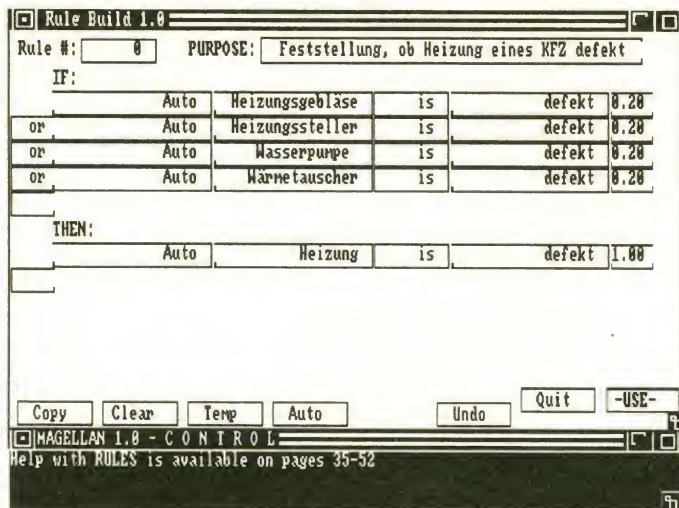 Rule Build 1.0
Rule #: 0 PURPOSE: Feststellung, ob Heizung eines KFZ defekt
IF:
Auto Heizungsgebläse is defekt 0.20
or Auto Heizungssteller is defekt 0.20
or Auto Wasserpumpe is defekt 0.20
or Auto Wärmetauscher is defekt 0.20
THEN:
Auto Heizung is defekt 1.00
Copy Clear Temp Auto Undo Quit -USE-
MAGELLAN 1.0 - C O N T R O L
Help with RULES is available on pages 35-52